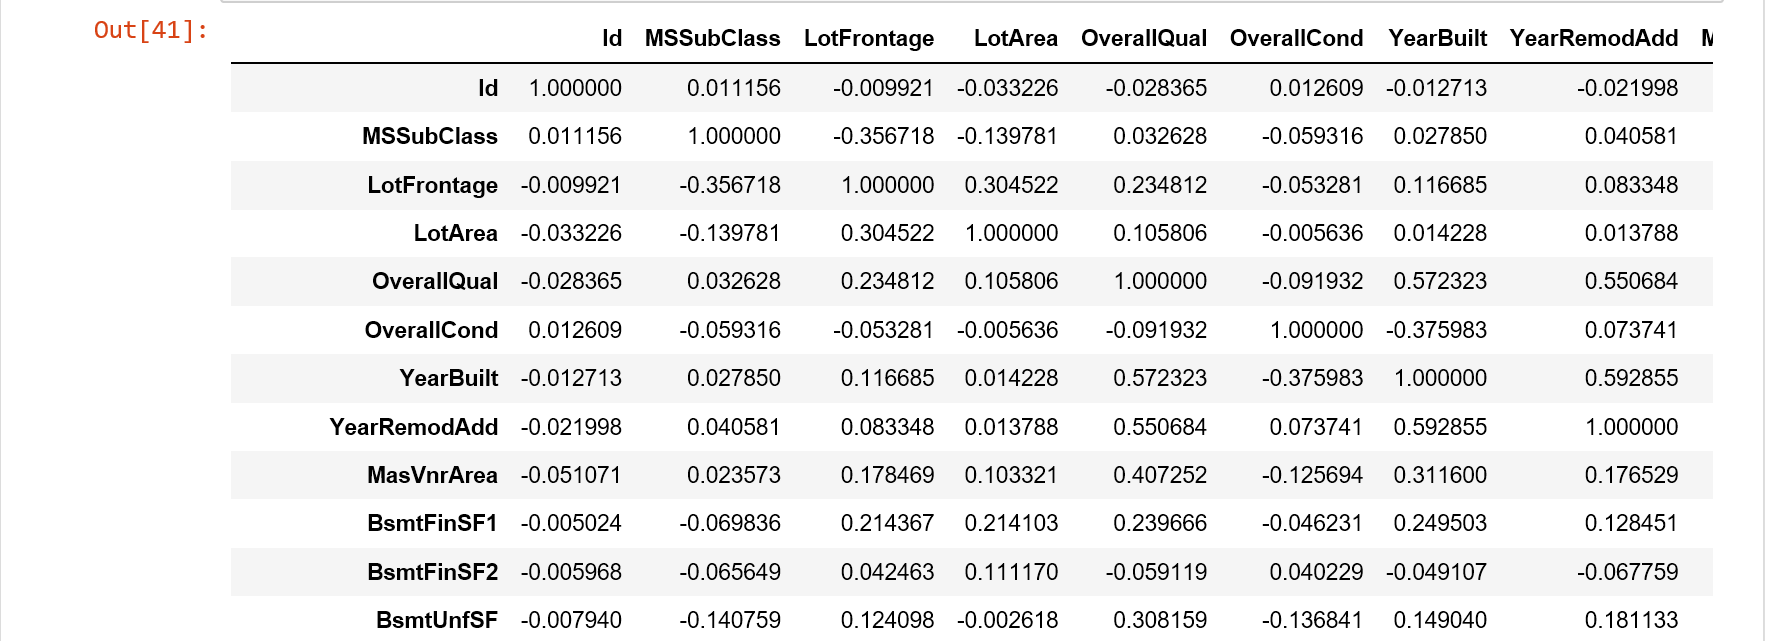 Out[41]:
Id MSSubClass LotFrontage LotArea OverallQual OverallCond YearBuilt YearRemodAdd
Id 1.000000 0.011156 -0.009921 -0.033226 -0.028365 0.012609 -0.012713 -0.021998
MSSubClass 0.011156 1.000000 -0.356718 -0.139781 0.032628 -0.059316 0.027850 0.040581
LotFrontage -0.009921 -0.356718 1.000000 0.304522 0.234812 -0.053281 0.116685 0.083348
LotArea -0.033226 -0.139781 0.304522 1.000000 0.105806 -0.005636 0.014228 0.013788
OverallQual -0.028365 0.032628 0.234812 0.105806 1.000000 -0.091932 0.572323 0.550684
OverallCond 0.012609 -0.059316 -0.053281 -0.005636 -0.091932 1.000000 -0.375983 0.073741
YearBuilt -0.012713 0.027850 0.116685 0.014228 0.572323 -0.375983 1.000000 0.592855
YearRemodAdd -0.021998 0.040581 0.083348 0.013788 0.550684 0.073741 0.592855 1.000000
MasVnrArea -0.051071 0.023573 0.178469 0.103321 0.407252 -0.125694 0.311600 0.176529
BsmtFinSF1 -0.005024 -0.069836 0.214367 0.214103 0.239666 -0.046231 0.249503 0.128451
BsmtFinSF2 -0.005968 -0.065649 0.042463 0.111170 -0.059119 0.040229 -0.049107 -0.067759
BsmtUnfSF -0.007940 -0.140759 0.124098 -0.002618 0.308159 -0.136841 0.149040 0.181133